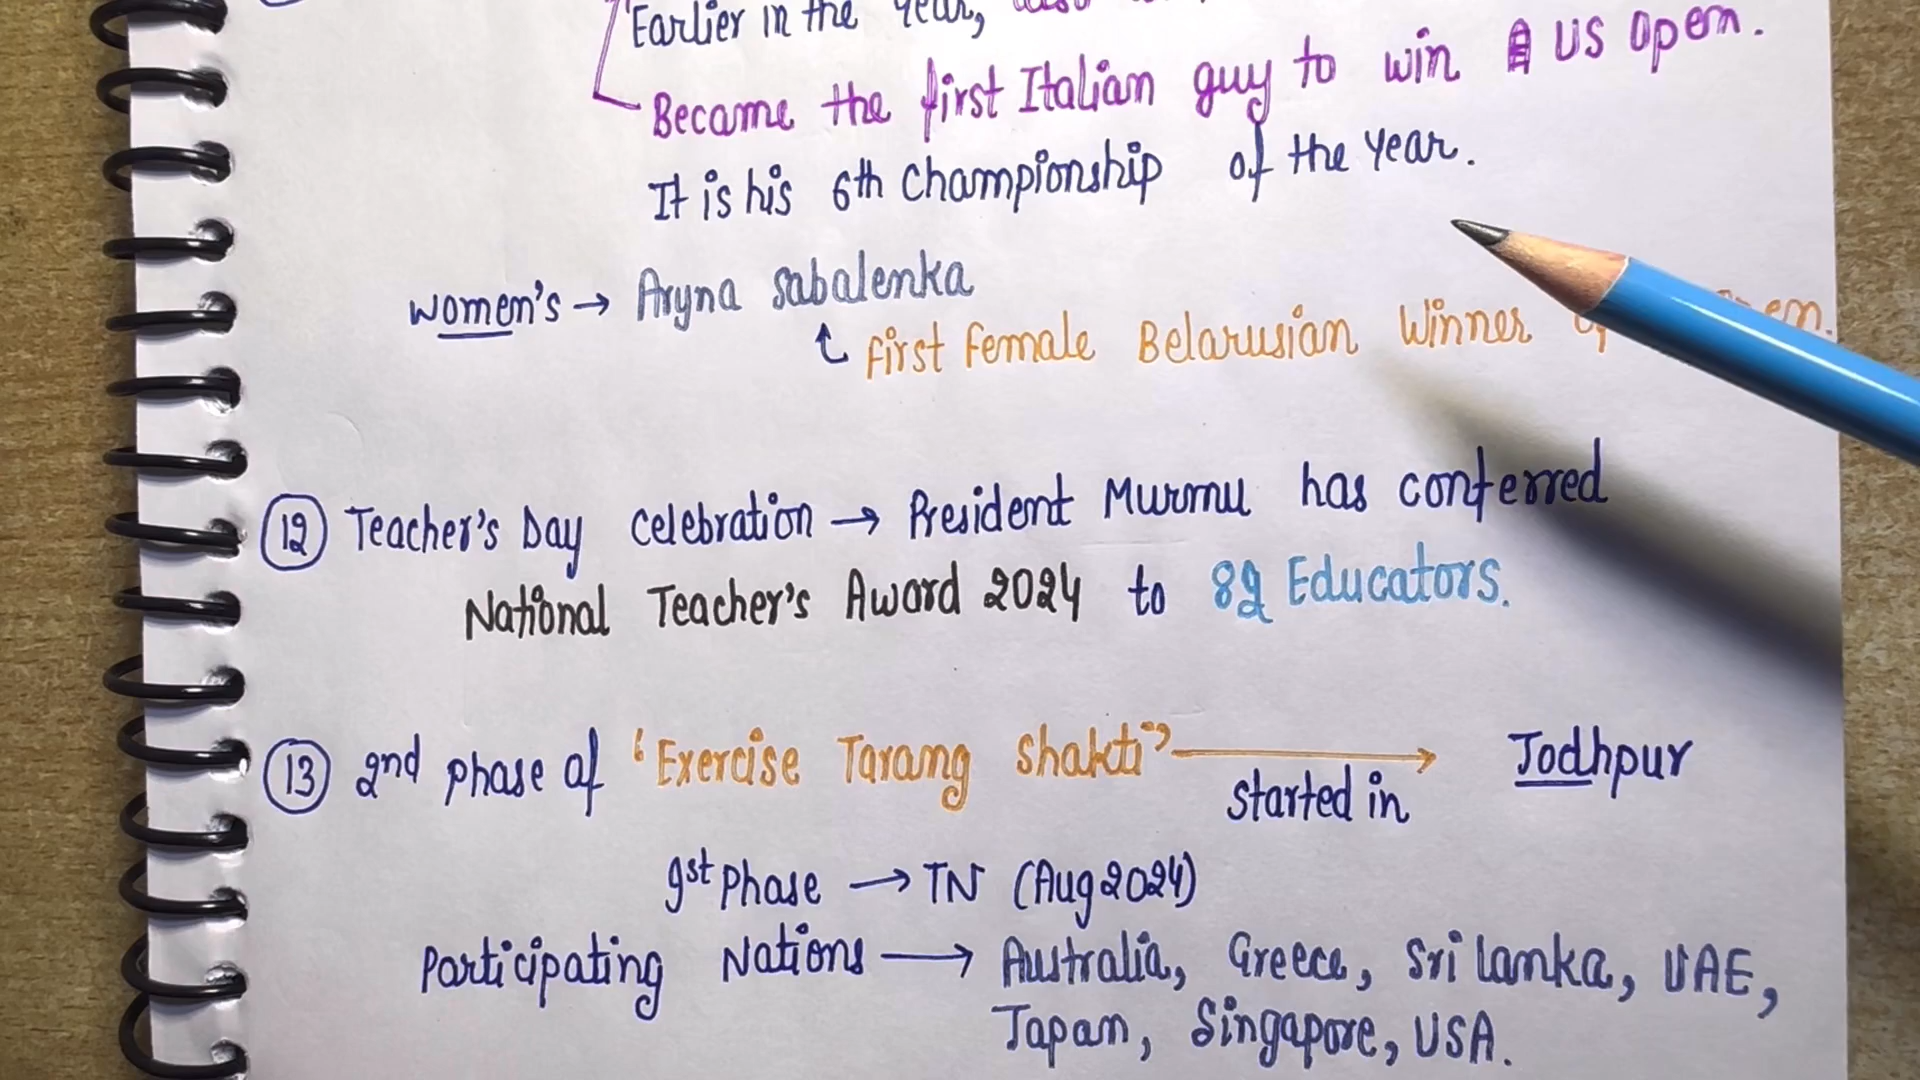 Earlier in the year,
Became the first Italian guy to win US Open.
It is his 6th Championship of the year.
Women's → Aryna Sabalenka
First Female Belarusian Winner
12 Teacher's Day celebration → President Murmu has conferred
National Teacher's Award 2024 to 82 Educators.
13 2nd phase of "Exercise Tarang Shakti" → Jodhpur
started in
1st Phase → TN (Aug 2024)
Participating Nations → Australia, Greece, Sri Lanka, UAE,
Japan, Singapore, USA.